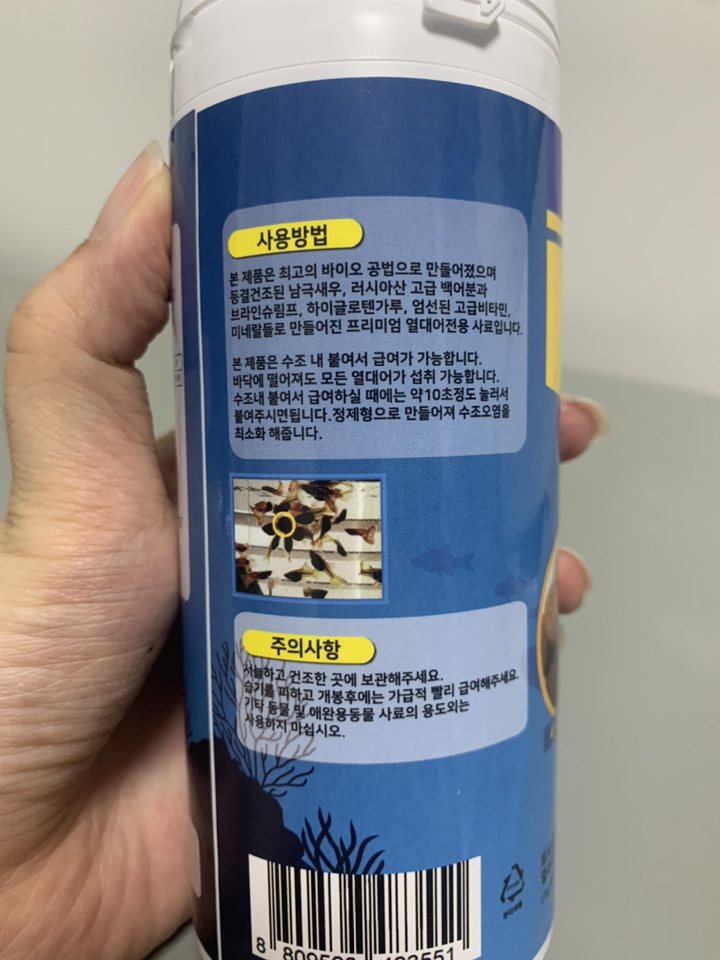 사용방법
본 제품은 최고의 바이오 공법으로 만들어졌으며
동결건조된 남극새우, 러시아산 고급 백어분과
브라인슈림프, 하이글로텐가루, 엄선된 고급비타민,
미네랄들로 만들어진 프리미엄 열대어전용 사료입니다.
본 제품은 수조 내 붙여서 급여가 가능합니다.
바닥에 떨어져도 모든 열대어가 섭취 가능합니다.
수조내 붙여서 급여하실 때에는 약10초정도 눌러서
붙여주시면됩니다.정제형으로 만들어져 수조오염을
최소화 해줍니다.
주의사항
서늘하고 건조한 곳에 보관해주세요.
습기를 피하고 개봉후에는 가급적 빨리 급여해주세요.
기타 동물 및 애완용동물 사료의 용도외는
사용하지 마십시오.
8